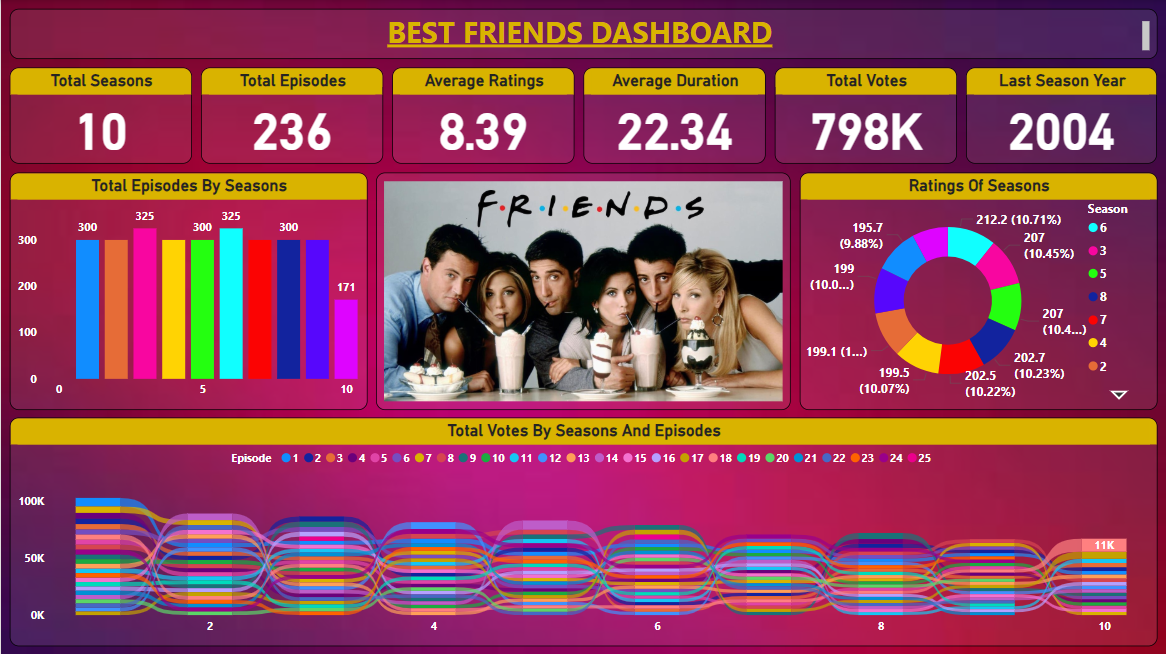 BEST FRIENDS DASHBOARD
Total Seasons
10
Total Episodes
236
Average Ratings
8.39
Average Duration
22.34
Total Votes
798K
Last Season Year
2004
Total Episodes By Seasons
300
325
300
325
300
171
300
200
100
0
0
5
10
F·R·I·E·N·D·S
Ratings Of Seasons
212.2 (10.71%)
207
(10.45%)
207
(10.4...)
202.7
(10.23%)
202.5
(10.22%)
199.5
(10.07%)
199.1 (1...)
199
(10.0...)
195.7
(9.88%)
Season
6
3
5
8
7
4
2
Total Votes By Seasons And Episodes
Episode 1 2 3 4 5 6 7 8 9 10 11 12 13 14 15 16 17 18 19 20 21 22 23 24 25
100K
50K
0K
11K
2 4 6 8 10